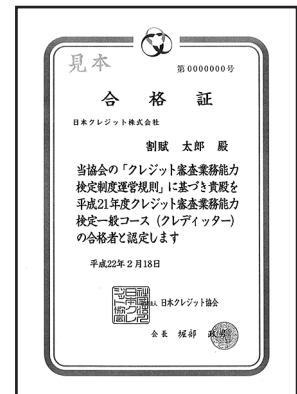 見本
第0000000号
合格証
日本クレジット株式会社
割賦 太郎 殿
当協会の「クレジット審査業務能力
検定制度運営規則」に基づき貴殿を
平成21年度クレジット審査業務能力
検定一般コース(クレディッター)
の合格者と認定します
平成22年2月18日
日本クレジット協会
会長 堀部 政男